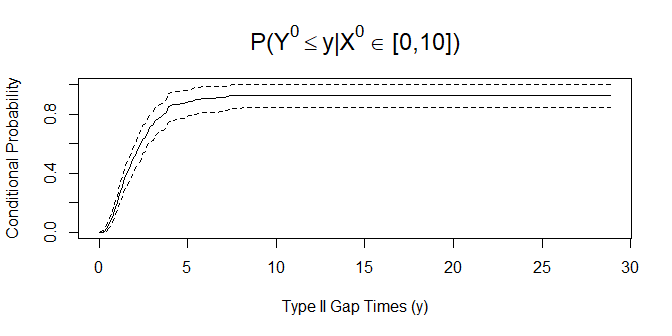 P(Y⁰ ≤ y|X⁰ ∈ [0,10])
Conditional Probability
0.0 0.4 0.8
0 5 10 15 20 25 30
Type II Gap Times (y)